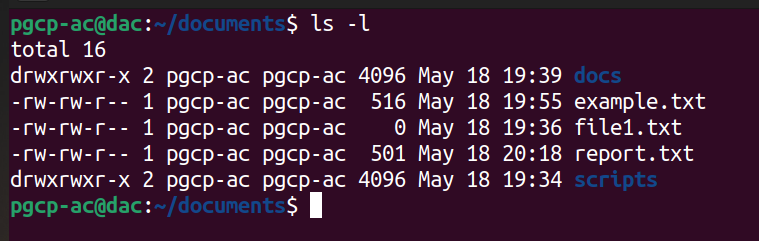 pgcp-ac@dac:~/documents$ ls -l
total 16
drwxrwxr-x 2 pgcp-ac pgcp-ac 4096 May 18 19:39 docs
-rw-rw-r-- 1 pgcp-ac pgcp-ac  516 May 18 19:55 example.txt
-rw-rw-r-- 1 pgcp-ac pgcp-ac    0 May 18 19:36 file1.txt
-rw-rw-r-- 1 pgcp-ac pgcp-ac  501 May 18 20:18 report.txt
drwxrwxr-x 2 pgcp-ac pgcp-ac 4096 May 18 19:34 scripts
pgcp-ac@dac:~/documents$